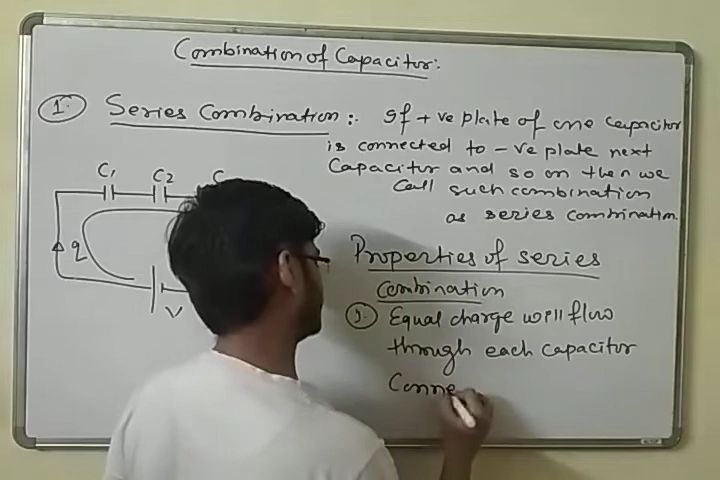 Combination of Capacitor:
1. Series Combination:. If +ve plate of one capacitor
is connected to -ve plate next
Capacitor and so on then we
Call such combination
as series combination.
C1 C2 C
q
V
Properties of series
Combination
1. Equal charge will flow
through each capacitor
Conne